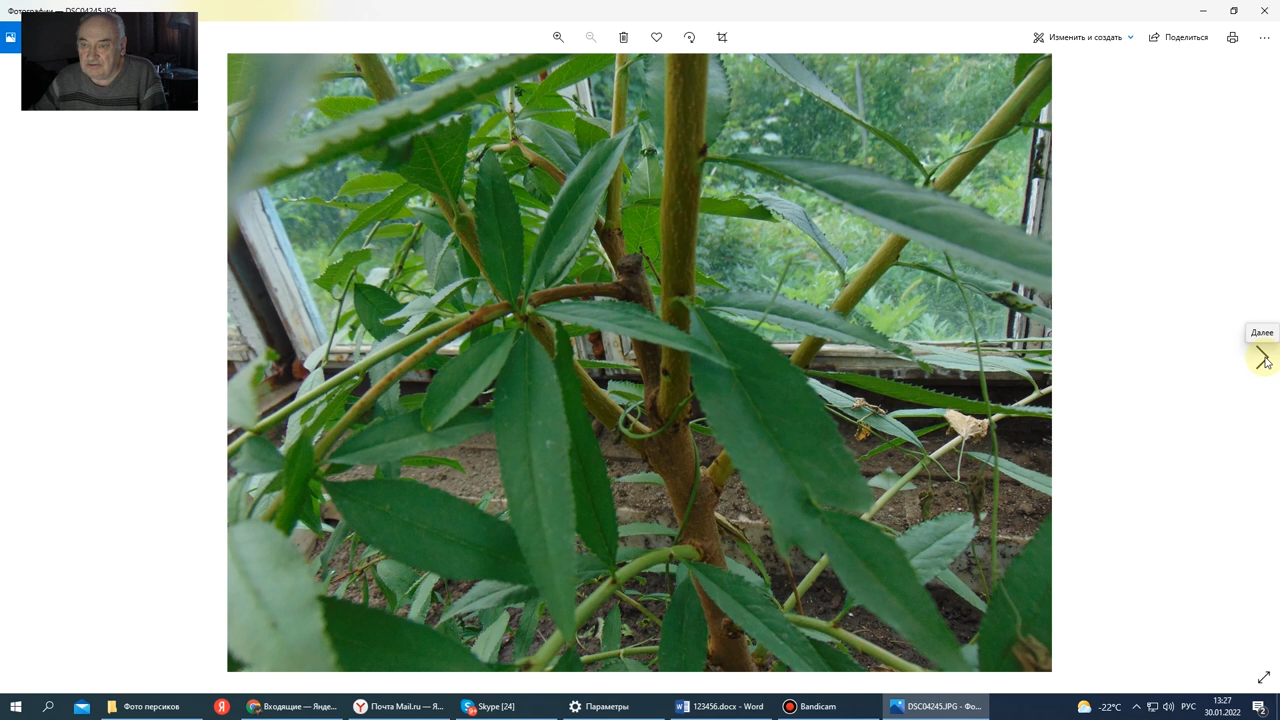 Фотографии — DSC04245.JPG
Изменить и создать
Поделиться
Далее
Фото персиков
Входящие — Янде...
Почта Mail.ru — Я...
Skype [24]
Параметры
123456.docx - Word
Bandicam
DSC04245.JPG - Фо...
-22°C
РУС
13:27
30.01.2022
2